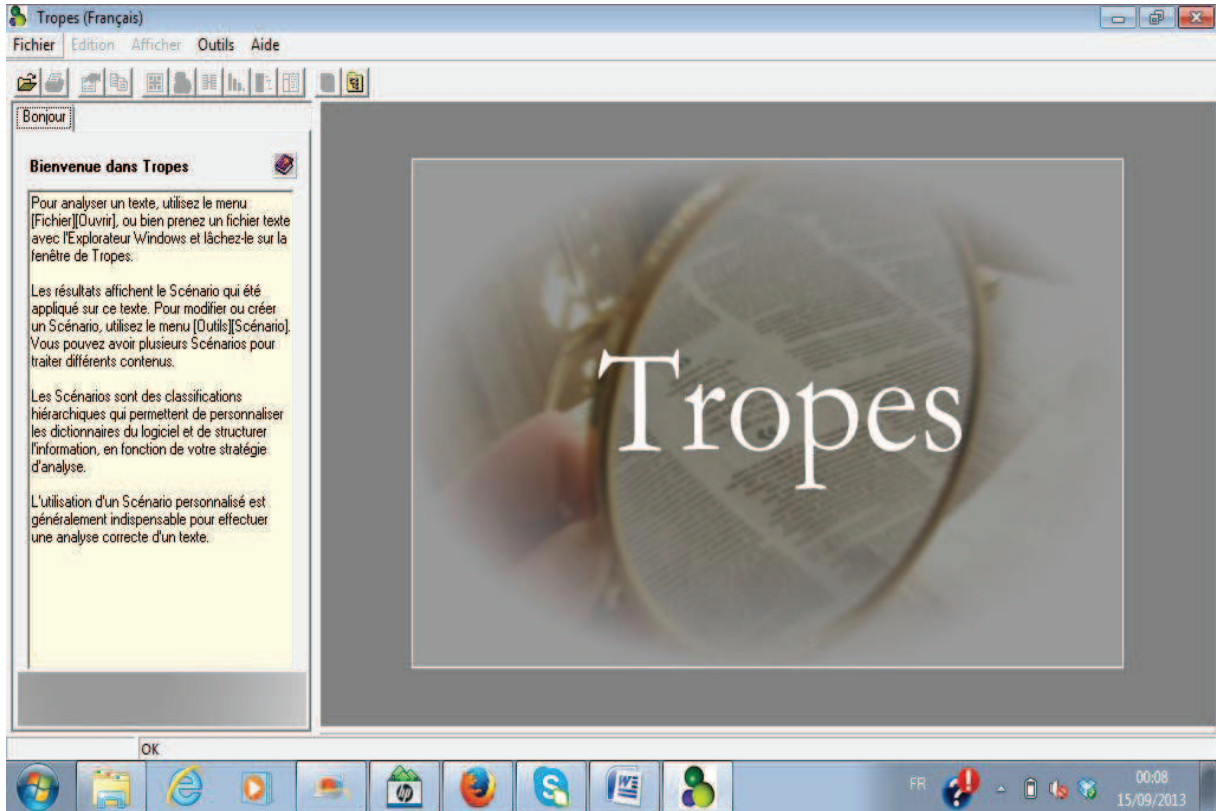 Tropes (Français)
Fichier Edition Afficher Outils Aide
Bonjour
Bienvenue dans Tropes
Pour analyser un texte, utilisez le menu
[Fichier][Ouvrir], ou bien prenez un fichier texte
avec l'Explorateur Windows et lâchez-le sur la
fenêtre de Tropes.
Les résultats affichent le Scénario qui été
appliqué sur ce texte. Pour modifier ou créer
un Scénario, utilisez le menu [Outils][Scénario].
Vous pouvez avoir plusieurs Scénarios pour
traiter différents contenus.
Les Scénarios sont des classifications
hiérarchiques qui permettent de personnaliser
les dictionnaires du logiciel et de structurer
l'information, en fonction de votre stratégie
d'analyse.
L'utilisation d'un Scénario personnalisé est
généralement indispensable pour effectuer
une analyse correcte d'un texte.
Tropes
OK
hp
FR
00:08
15/09/2013